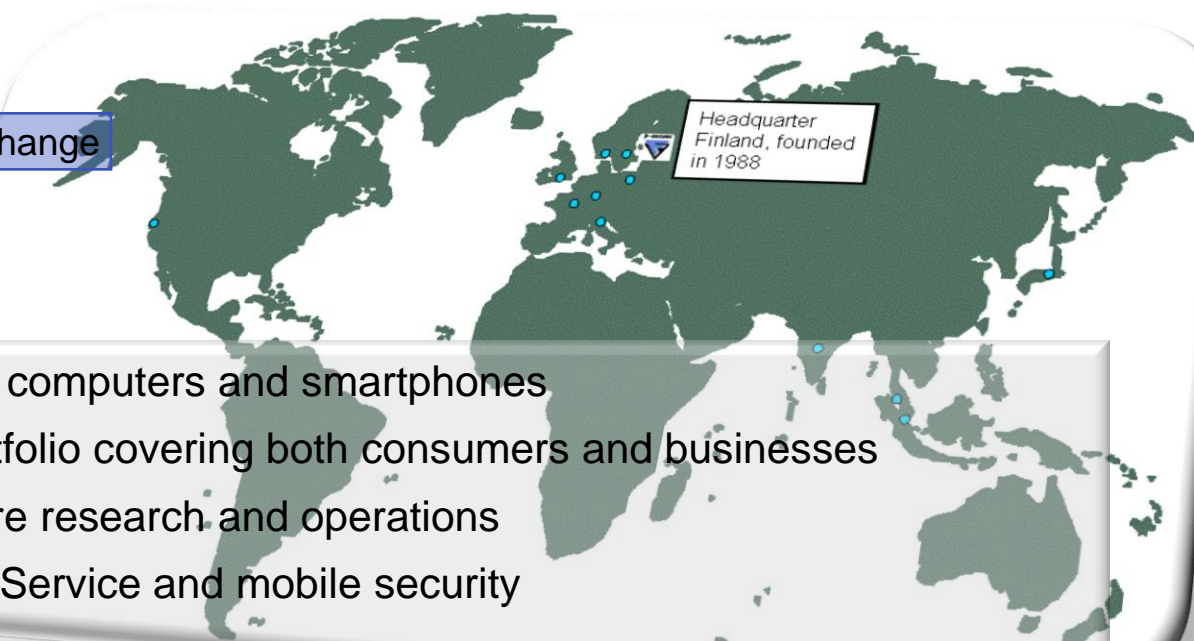 hange
Headquarter
Finland, founded
in 1988
computers and smartphones
tfolio covering both consumers and businesses
re research and operations
Service and mobile security